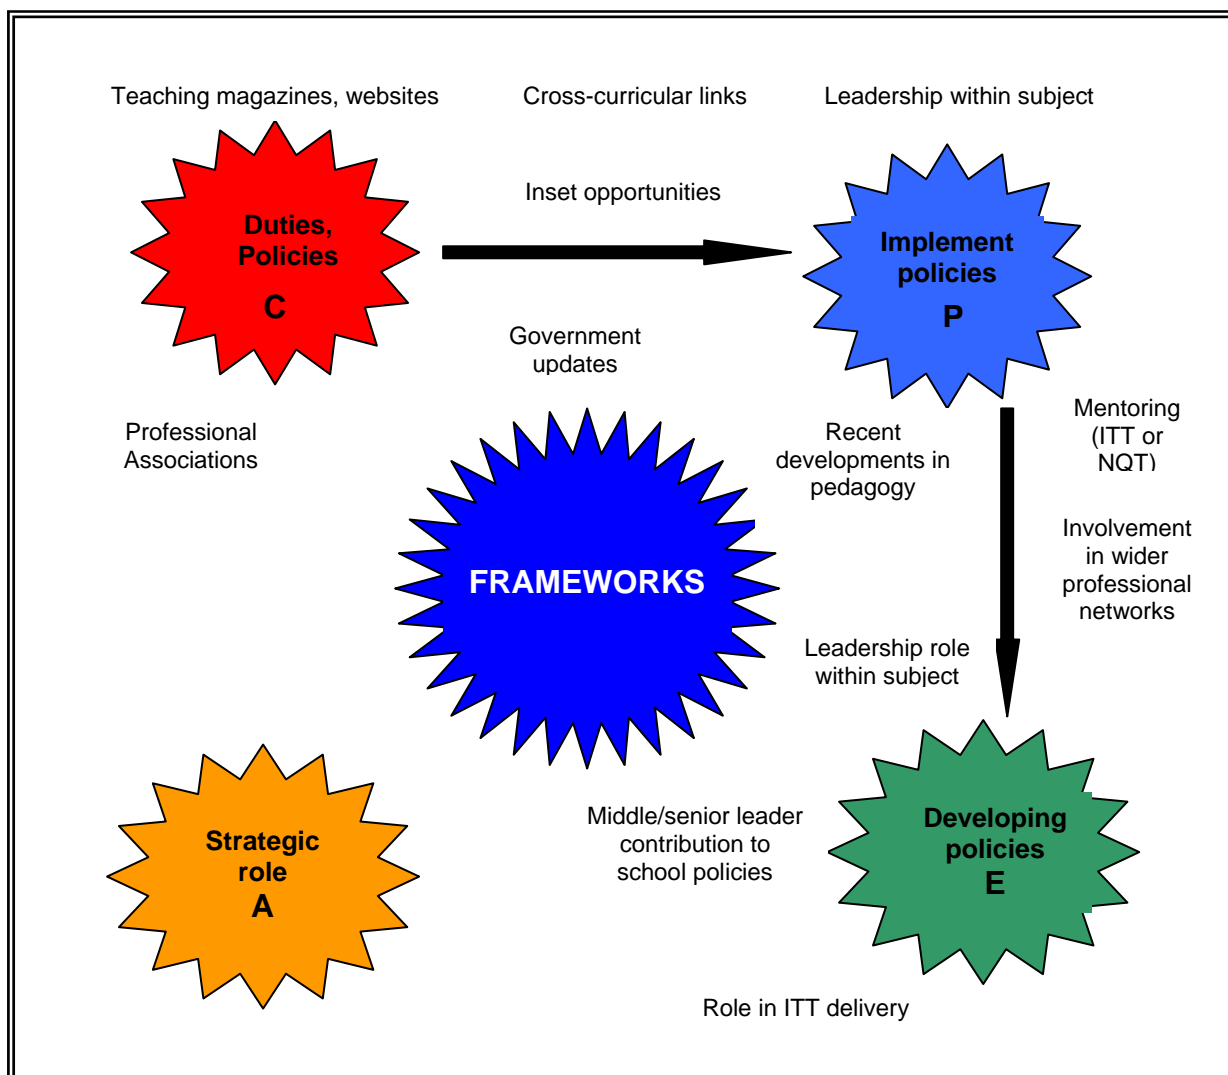 Teaching magazines, websites
Cross-curricular links
Leadership within subject
Inset opportunities
Duties,
Policies
C
Implement
policies
P
Government
updates
Professional
Associations
Recent
developments in
pedagogy
Mentoring
(ITT or
NQT)
FRAMEWORKS
Involvement
in wider
professional
networks
Leadership role
within subject
Strategic
role
A
Middle/senior leader
contribution to
school policies
Developing
policies
E
Role in ITT delivery